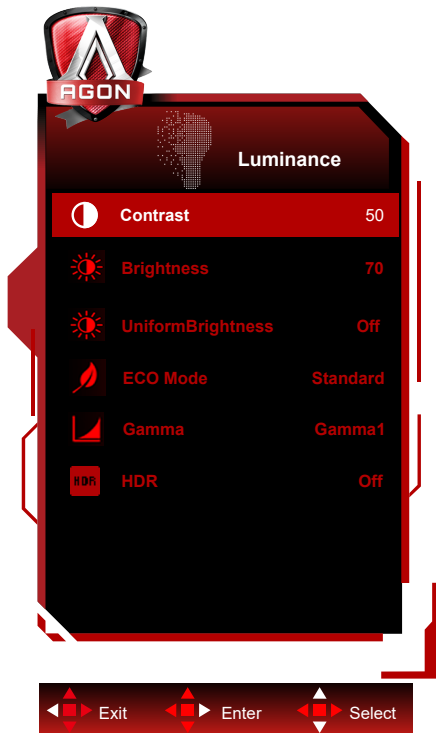 AGON
Luminance
Contrast 50
Brightness 70
UniformBrightness Off
ECO Mode Standard
Gamma Gamma1
HDR HDR Off
Exit Enter Select